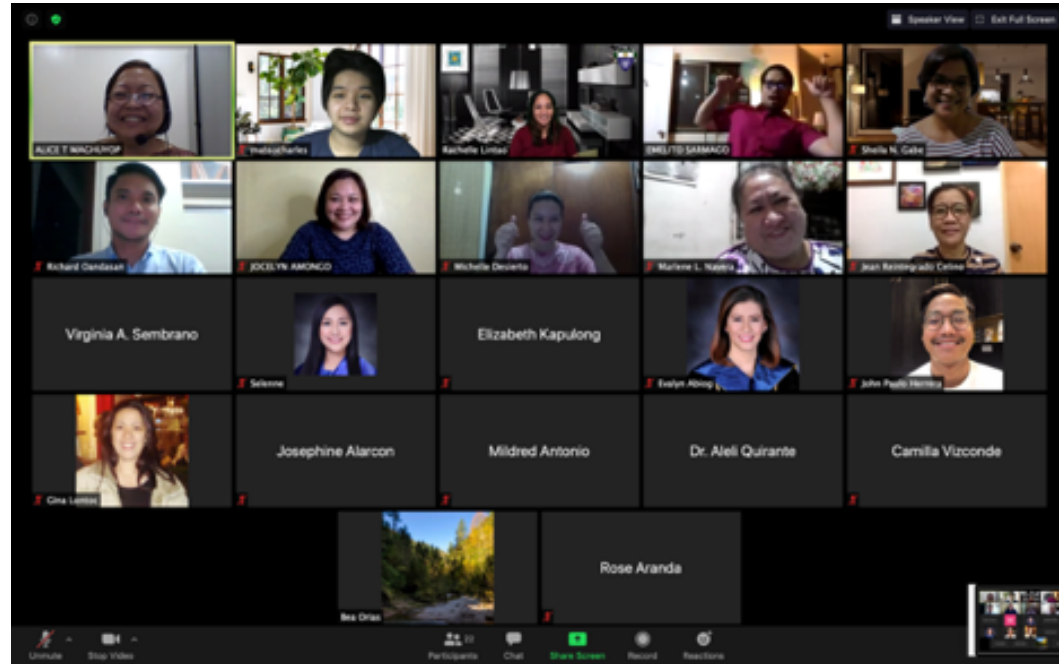 Speaker View
Exit Full Screen
ALICE T MACHUYOP
mateocharles
Rachelle Lintao
EMELITO SARMAGO
Sheila N. Gabe
Richard Dandasan
JOCELYN AMONGO
Michelle Desierto
Marlene L. Navera
Jean Reintegrado Celino
Virginia A. Sembrano
Selenne
Elizabeth Kapulong
Evalyn Abiog
John Paulo Herrera
Gina Lontoc
Josephine Alarcon
Mildred Antonio
Dr. Aleli Quirante
Camilla Vizconde
Bea Orias
Rose Aranda
Unmute
Stop Video
Participants
Chat
Share Screen
Record
Reactions